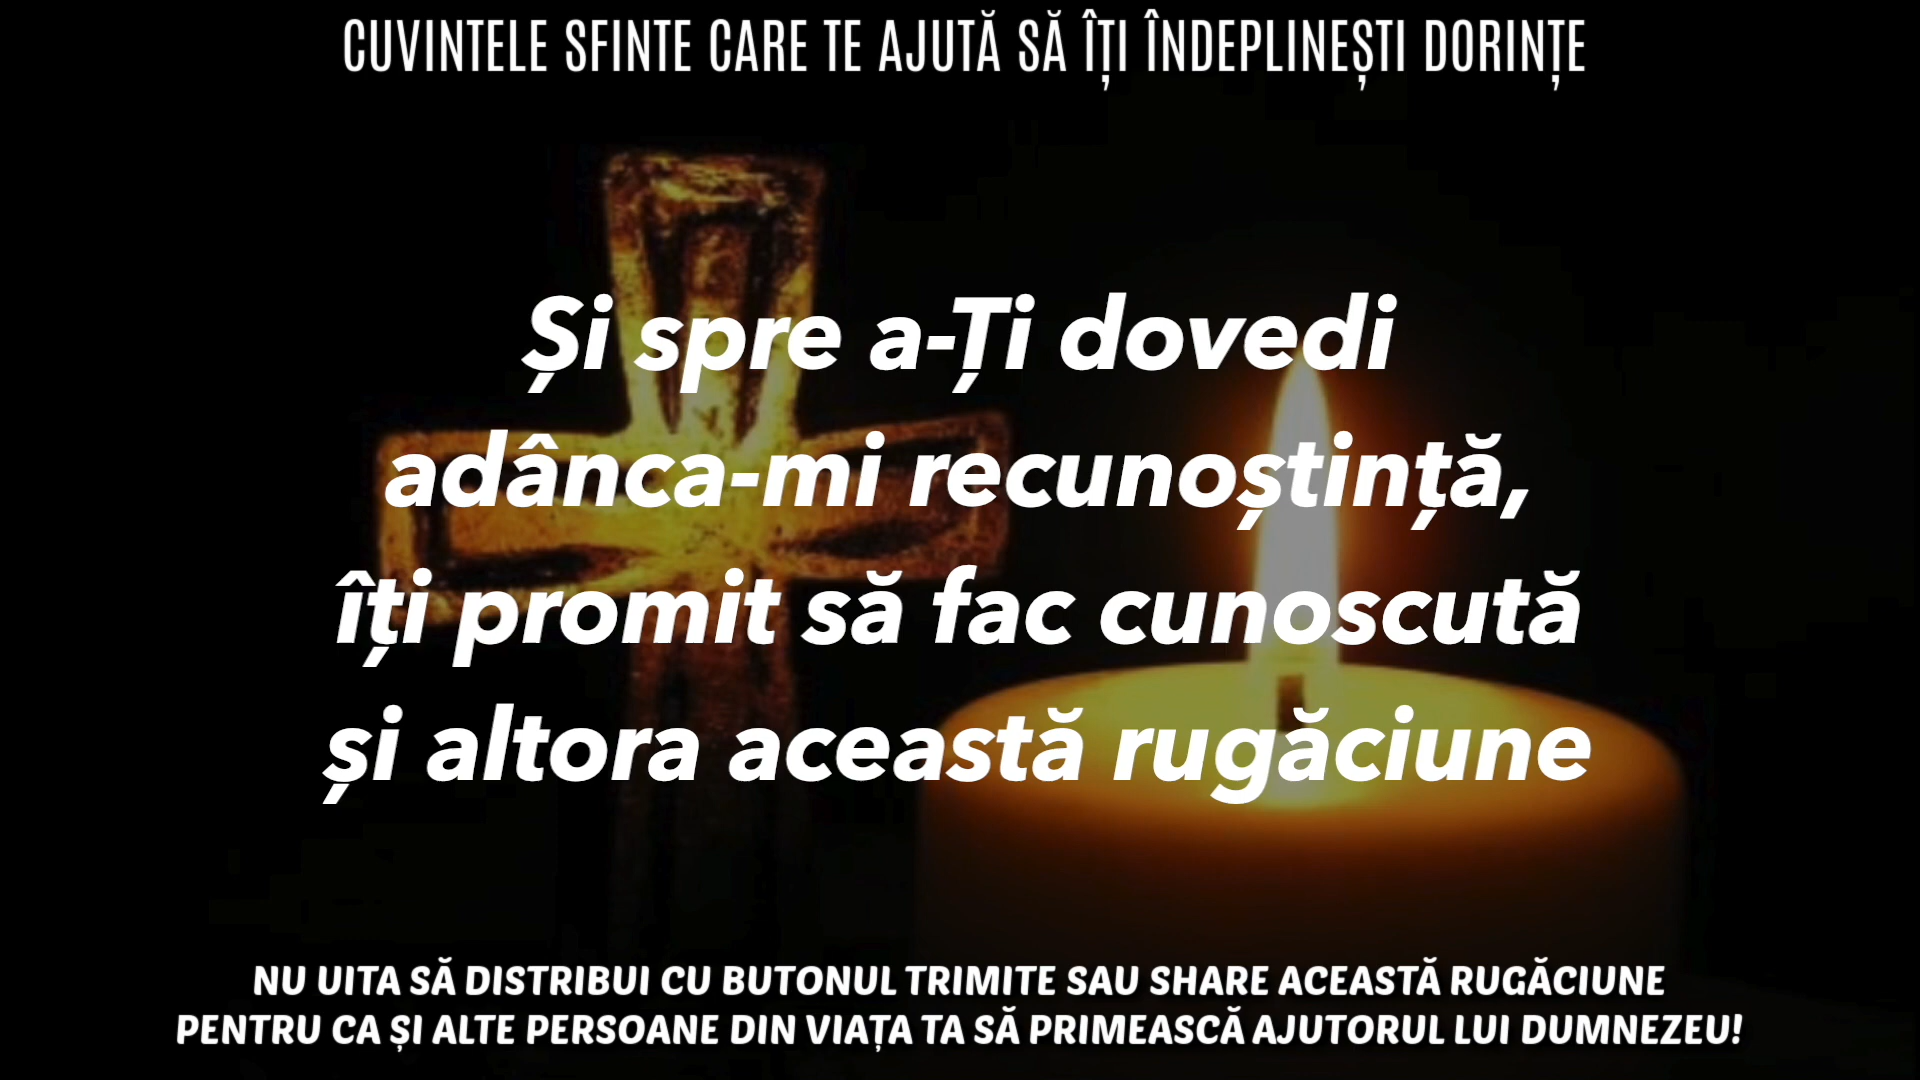 CUVINTELE SFINTE CARE TE AJUTĂ SĂ ÎȚI ÎNDEPLINEȘTI DORINȚE
Și spre a-Ți dovedi
adânca-mi recunoștință,
îți promit să fac cunoscută
și altora această rugăciune
NU UITA SĂ DISTRIBUI CU BUTONUL TRIMITE SAU SHARE ACEASTĂ RUGĂCIUNE
PENTRU CA ȘI ALTE PERSOANE DIN VIAȚA TA SĂ PRIMEASCĂ AJUTORUL LUI DUMNEZEU!